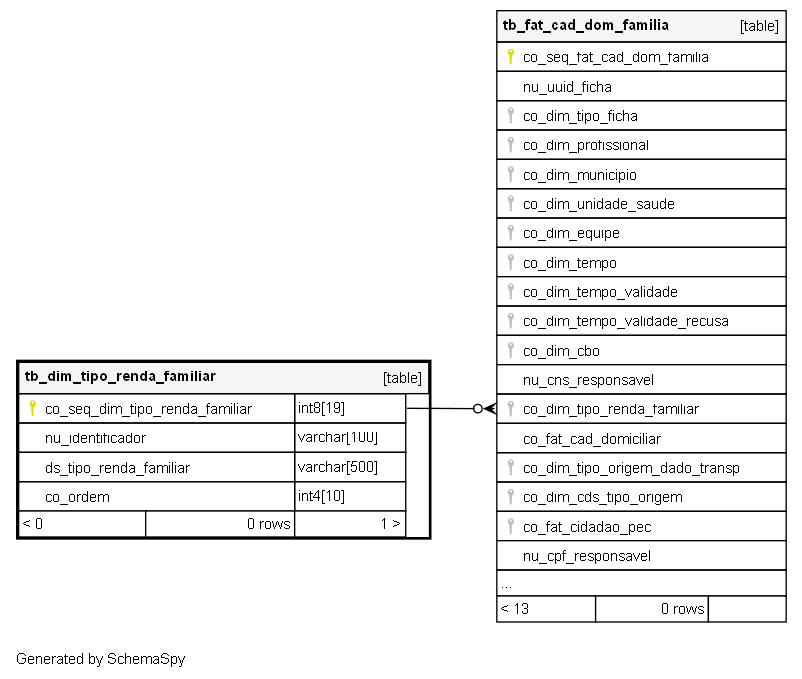 tb_fat_cad_dom_familia [table]
co_seq_fat_cad_dom_familia
nu_uuid_ficha
co_dim_tipo_ficha
co_dim_profissional
co_dim_municipio
co_dim_unidade_saude
co_dim_equipe
co_dim_tempo
co_dim_tempo_validade
co_dim_tempo_validade_recusa
co_dim_cbo
nu_cns_responsavel
co_dim_tipo_renda_familiar
co_fat_cad_domiciliar
co_dim_tipo_origem_dado_transp
co_dim_cds_tipo_origem
co_fat_cidadao_pec
nu_cpf_responsavel
...
< 13 0 rows
tb_dim_tipo_renda_familiar [table]
co_seq_dim_tipo_renda_familiar int8[19]
nu_identificador varchar[100]
ds_tipo_renda_familiar varchar[500]
co_ordem int4[10]
< 0 0 rows 1 >
Generated by SchemaSpy